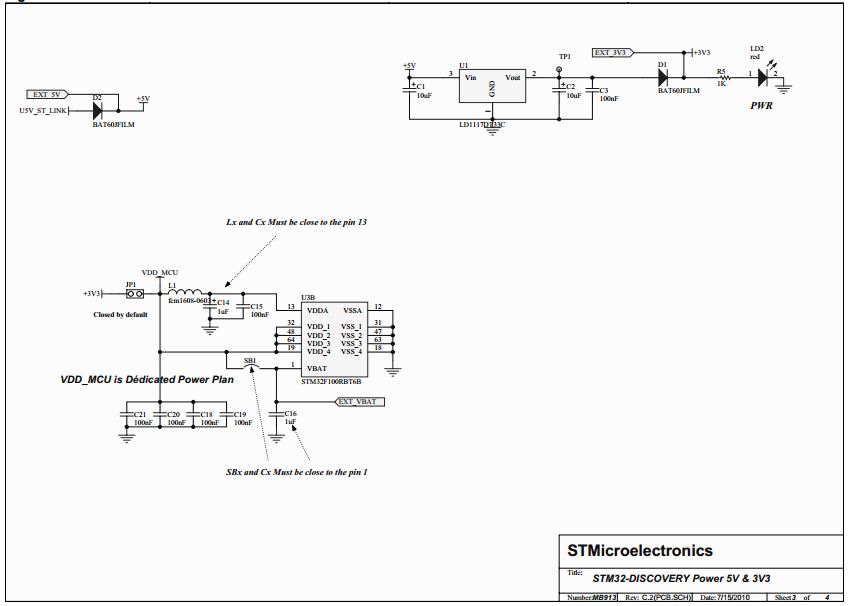 EXT_5V
U5V_ST_LINK
D2
+5V
BAT60JFILM
+5V
C1
10uF
U1
3
Vin
Vout
2
GND
1
LD1117DT33C
TP1
C2
10uF
C3
100nF
EXT_3V3
D1
BAT60JFILM
+3V3
R5
1K
LD2
red
1
2
PWR
Lx and Cx Must be close to the pin 13
VDD_MCU
+3V3
JP1
Closed by default
L1
fcm1608-0603
C14
1uF
C15
100nF
U3B
13 VDDA VSSA 12
32 VDD_1 VSS_1 31
48 VDD_2 VSS_2 47
64 VDD_3 VSS_3 63
19 VDD_4 VSS_4 18
1 VBAT
STM32F100RBT6B
SB1
VDD_MCU is Dédicated Power Plan
C21
100nF
C20
100nF
C18
100nF
C19
100nF
C16
1uF
EXT_VBAT
SBx and Cx Must be close to the pin 1
STMicroelectronics
Title:
STM32-DISCOVERY Power 5V & 3V3
Number:MB913 Rev: C.2(PCB.SCH) Date:7/15/2010 Sheet 3 of 4